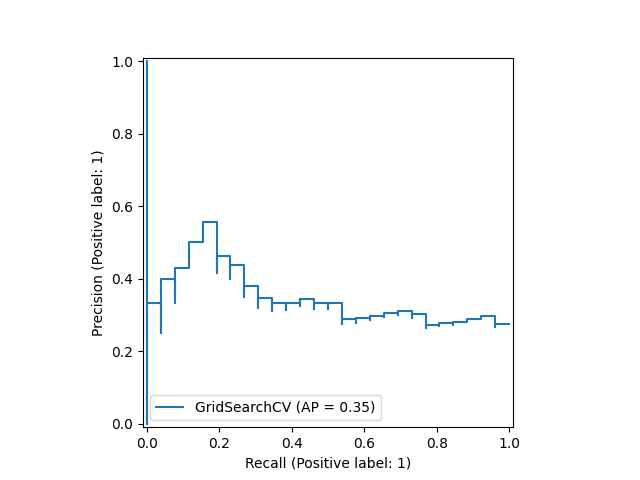 1.0
0.8
0.6
0.4
0.2
0.0
Precision (Positive label: 1)
GridSearchCV (AP = 0.35)
0.0 0.2 0.4 0.6 0.8 1.0
Recall (Positive label: 1)